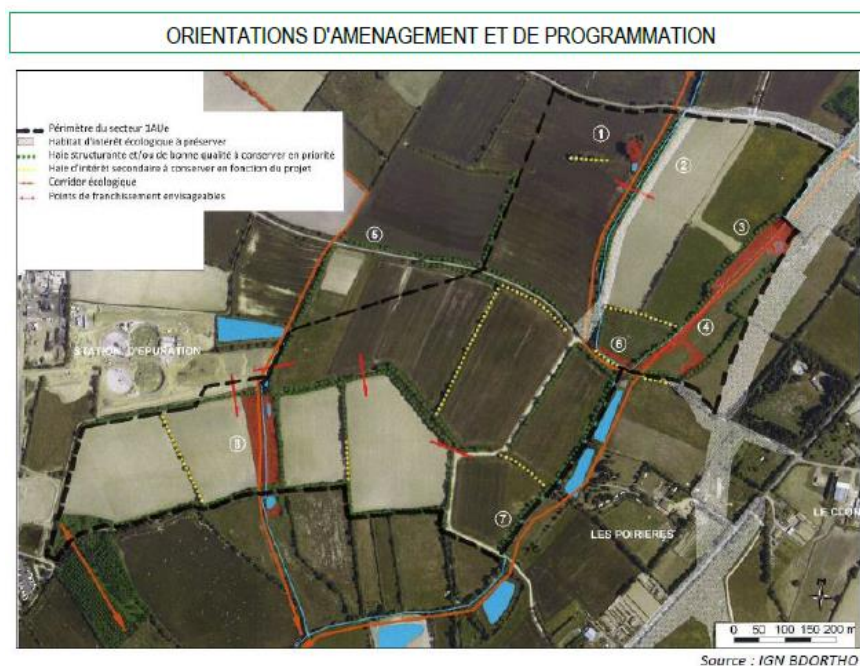 ORIENTATIONS D'AMENAGEMENT ET DE PROGRAMMATION
Périmètre du secteur 1AUe
Habitat d'intérêt écologique à préserver
Haie structurante et/ou de bonne qualité à conserver en priorité
Haie d'intérêt secondaire à conserver en fonction du projet
Corridor écologique
Points de franchissement envisageables
1
2
3
5
4
STATION D'EPURATION
6
8
7
LES POIRIERES
LE CLON
0 50 100 150 200 m
Source : IGN BDORTHO